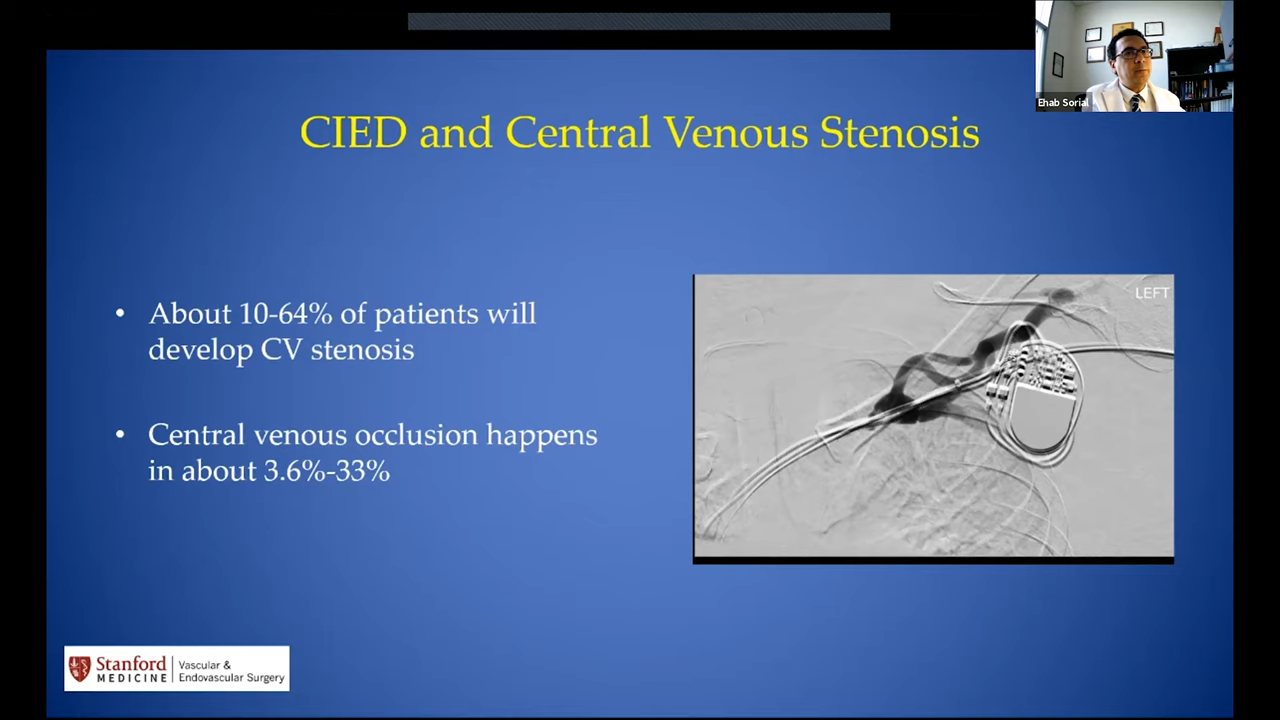 Ehab Sorial
CIED and Central Venous Stenosis
• About 10-64% of patients will
develop CV stenosis
• Central venous occlusion happens
in about 3.6%-33%
LEFT
Stanford
MEDICINE
Vascular &
Endovascular Surgery